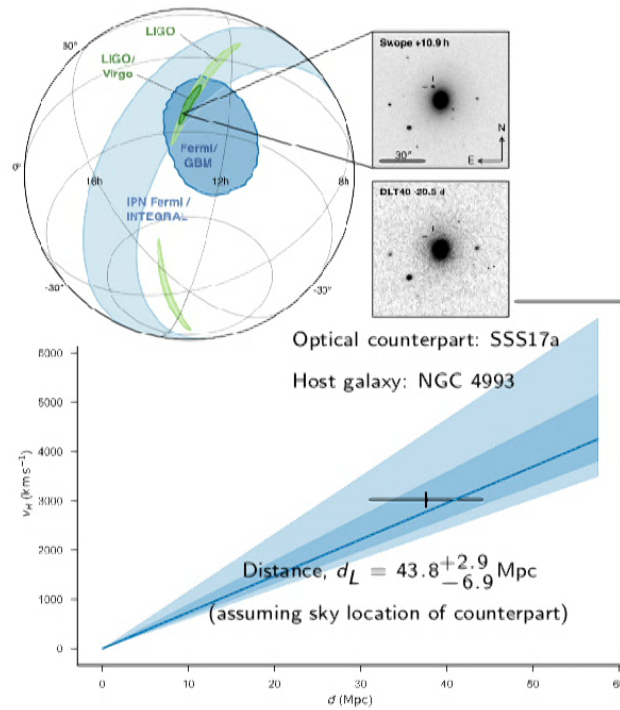 LIGO
30°
LIGO/
Virgo
Fermi/
GBM
0°
16h
12h
8h
IPN Fermi /
INTEGRAL
-30°
-30°
Swope +10.9 h
N
E
30"
DLT40 -20.5 d
Optical counterpart: SSS17a
Host galaxy: NGC 4993
Distance, d_L = 43.8 +2.9 −6.9 Mpc
(assuming sky location of counterpart)
v_H (km s⁻¹)
6000
5000
4000
3000
2000
1000
0
0 10 20 30 40 50 60
d (Mpc)